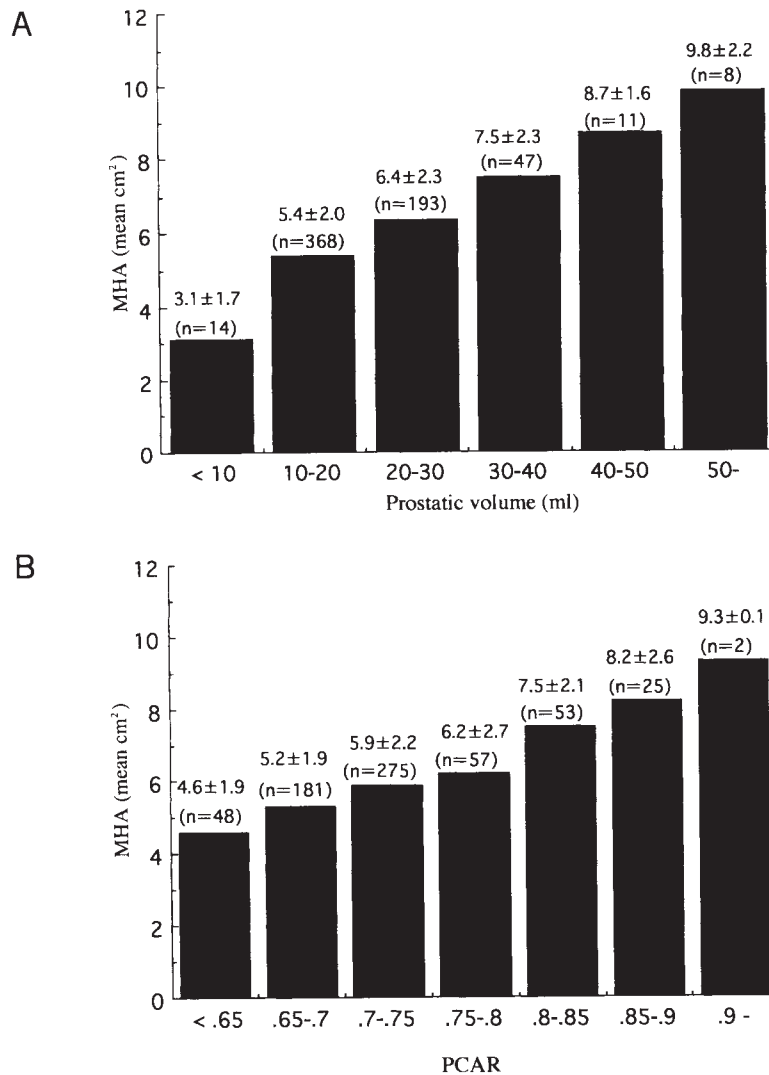 A
MHA (mean cm²)
12
10
8
6
4
2
0
3.1±1.7
(n=14)
5.4±2.0
(n=368)
6.4±2.3
(n=193)
7.5±2.3
(n=47)
8.7±1.6
(n=11)
9.8±2.2
(n=8)
< 10 10-20 20-30 30-40 40-50 50-
Prostatic volume (ml)
B
MHA (mean cm²)
12
10
8
6
4
2
0
4.6±1.9
(n=48)
5.2±1.9
(n=181)
5.9±2.2
(n=275)
6.2±2.7
(n=57)
7.5±2.1
(n=53)
8.2±2.6
(n=25)
9.3±0.1
(n=2)
< .65 .65-.7 .7-.75 .75-.8 .8-.85 .85-.9 .9 -
PCAR